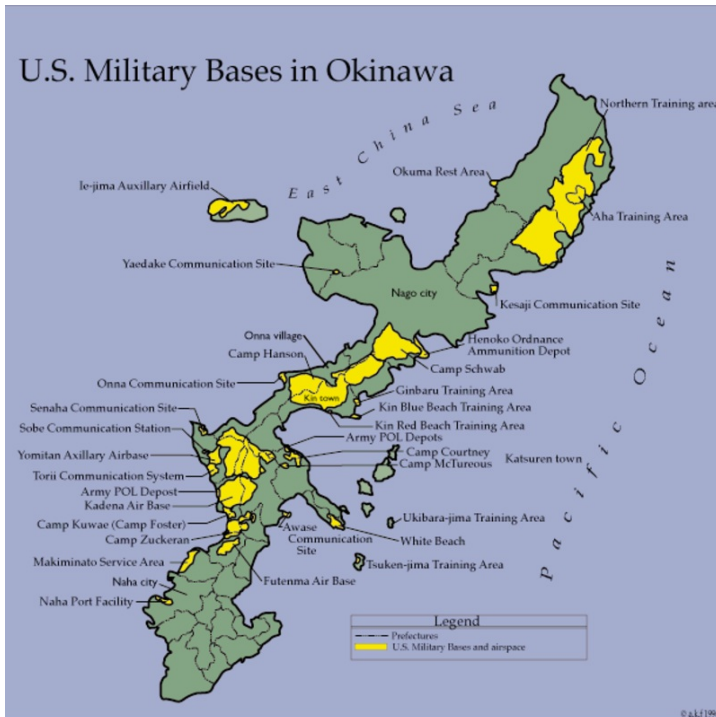 U.S. Military Bases in Okinawa
East China Sea
Northern Training area
Okuma Rest Area
Ie-jima Auxillary Airfield
Aha Training Area
Yaedake Communication Site
Nago city
Kesaji Communication Site
Onna village
Henoko Ordnance
Ammunition Depot
Camp Hanson
Camp Schwab
Onna Communication Site
Kin town
Ginbaru Training Area
Senaha Communication Site
Kin Blue Beach Training Area
Kin Red Beach Training Area
Sobe Communication Station
Army POL Depots
Yomitan Axillary Airbase
Camp Courtney
Katsuren town
Camp McTureous
Torii Communication System
Army POL Depost
Kadena Air Base
Camp Kuwae (Camp Foster)
Awase
Communication
Site
Ukibara-jima Training Area
Camp Zuckeran
White Beach
Makiminato Service Area
Tsuken-jima Training Area
Futenma Air Base
Naha city
Naha Port Facility
Pacific Ocean
Legend
Prefectures
U.S. Military Bases and airspace